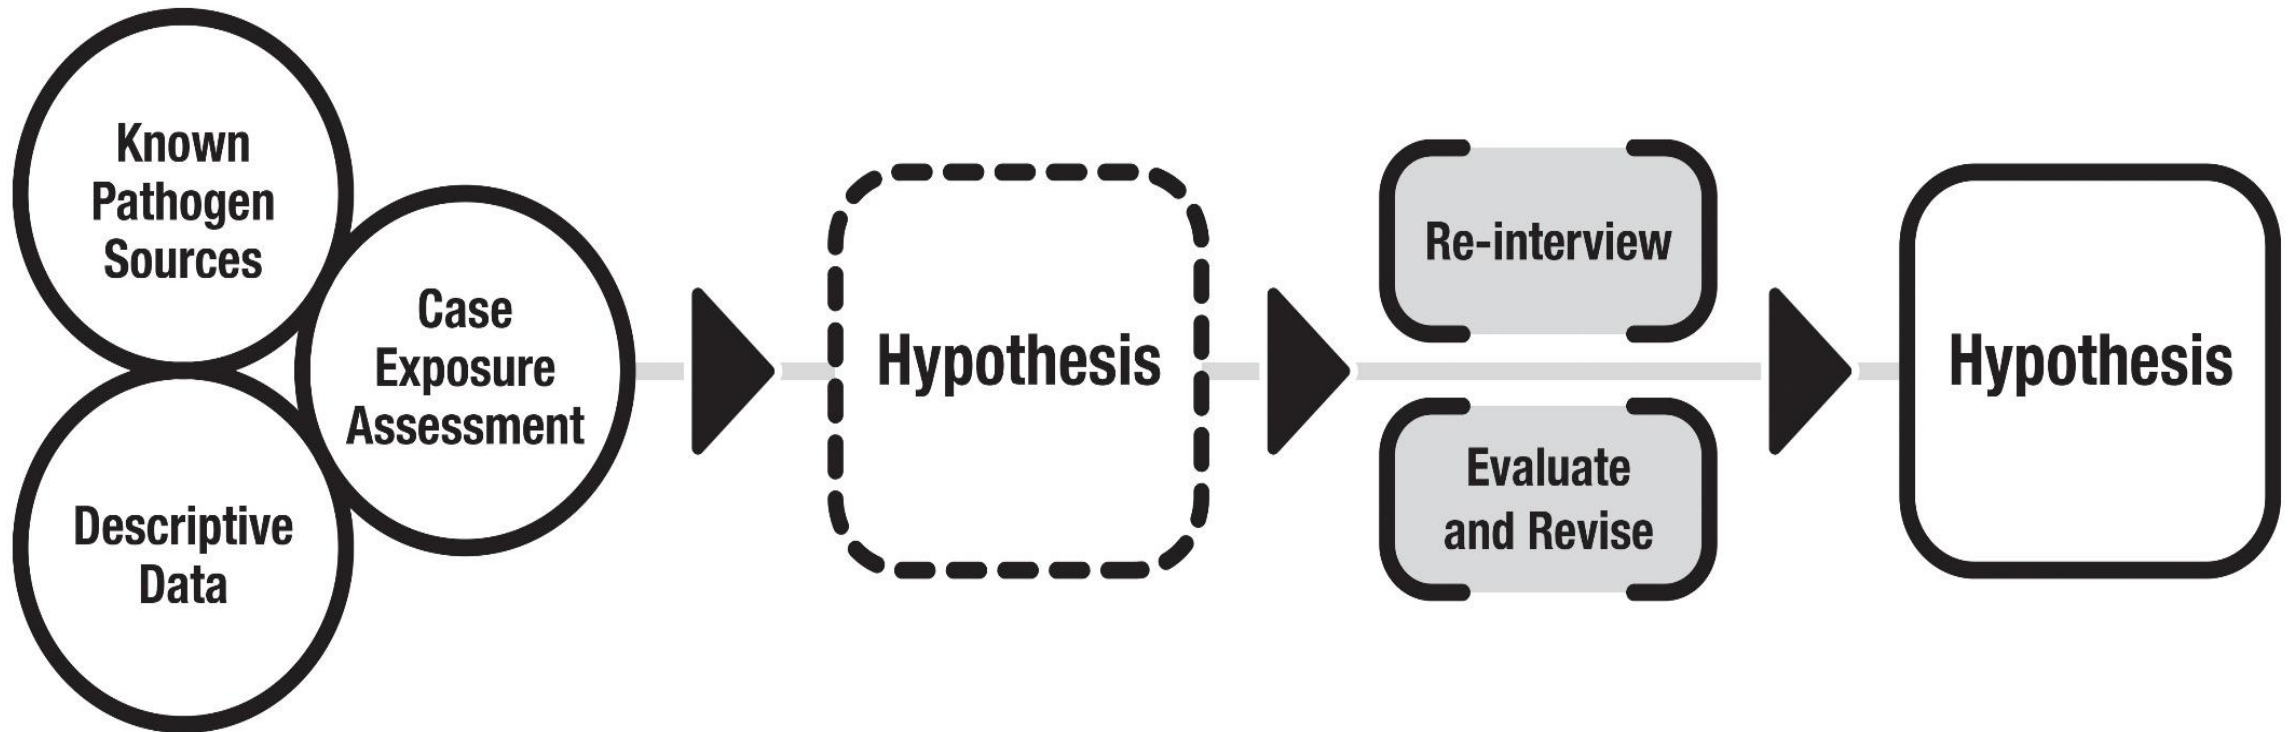 Known
Pathogen
Sources
Case
Exposure
Assessment
Descriptive
Data
Hypothesis
Re-interview
Evaluate
and Revise
Hypothesis